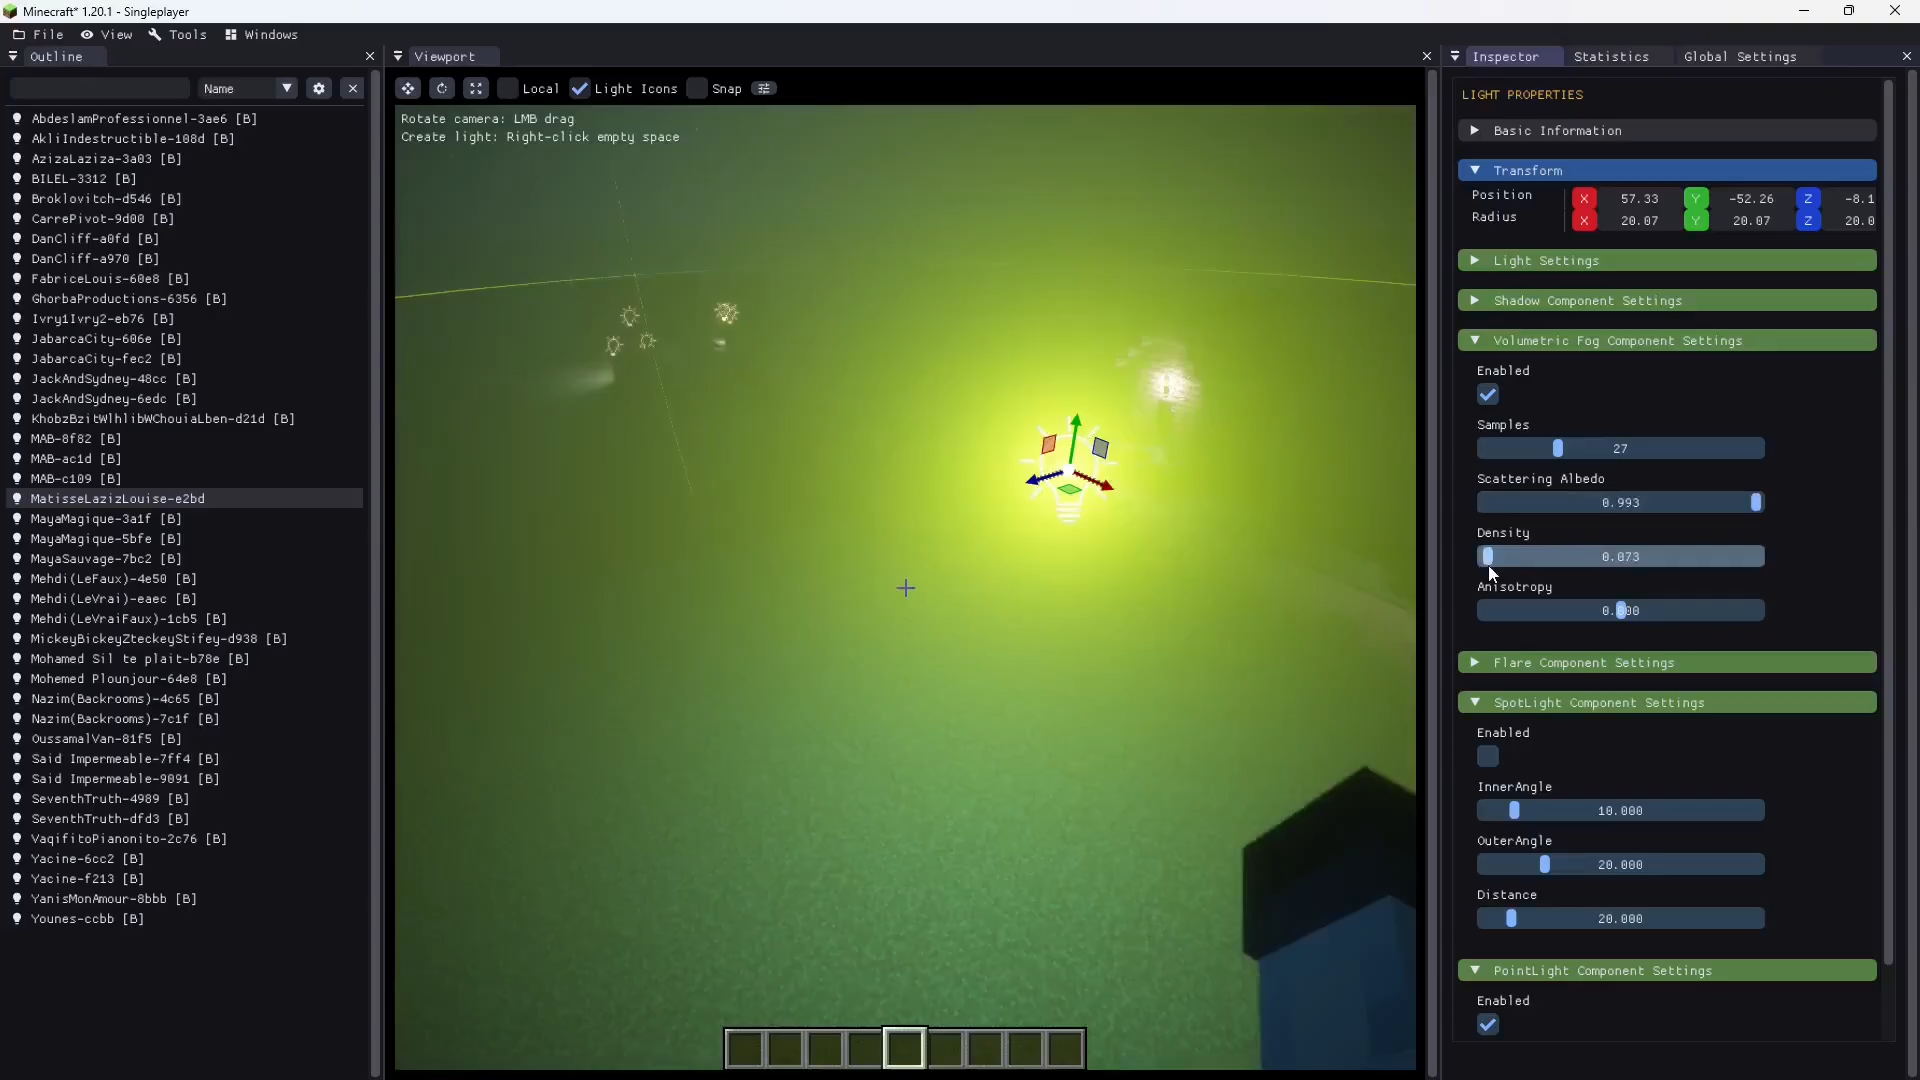 Minecraft* 1.20.1 - Singleplayer
File View Tools Windows
Outline
Name
AbdeslamProfessionnel-3ae6 [B]
AkliIndestructible-108d [B]
AzizaLaziza-3a03 [B]
BILEL-3312 [B]
Broklovitch-d546 [B]
CarrePivot-9d00 [B]
DanCliff-a0fd [B]
DanCliff-a970 [B]
FabriceLouis-60e8 [B]
GhorbaProductions-6356 [B]
Ivry1Ivry2-eb76 [B]
JabarcaCity-606e [B]
JabarcaCity-fec2 [B]
JackAndSydney-48cc [B]
JackAndSydney-6edc [B]
KhobzBzitWlhlibWChouiaLben-d21d [B]
MAB-8f82 [B]
MAB-ac1d [B]
MAB-c109 [B]
MatisseLazizLouise-e2bd
MayaMagique-3a1f [B]
MayaMagique-5bfe [B]
MayaSauvage-7bc2 [B]
Mehdi(LeFaux)-4e50 [B]
Mehdi(LeVrai)-eaec [B]
Mehdi(LeVraiFaux)-1cb5 [B]
MickeyBickeyZteckeyStifey-d938 [B]
Mohamed Sil te plait-b78e [B]
Mohemed Plounjour-64e8 [B]
Nazim(Backrooms)-4c65 [B]
Nazim(Backrooms)-7c1f [B]
OussamalVan-81f5 [B]
Said Impermeable-7ff4 [B]
Said Impermeable-9091 [B]
SeventhTruth-4989 [B]
SeventhTruth-dfd3 [B]
VaqifitoPianonito-2c76 [B]
Yacine-6cc2 [B]
Yacine-f213 [B]
YanisMonAmour-8bbb [B]
Younes-ccbb [B]
Viewport
Local Light Icons Snap
Rotate camera: LMB drag
Create light: Right-click empty space
Inspector Statistics Global Settings
LIGHT PROPERTIES
Basic Information
Transform
Position X 57.33 Y -52.26 Z -8.1
Radius X 20.07 Y 20.07 Z 20.0
Light Settings
Shadow Component Settings
Volumetric Fog Component Settings
Enabled
Samples
27
Scattering Albedo
0.993
Density
0.073
Anisotropy
0.000
Flare Component Settings
SpotLight Component Settings
Enabled
InnerAngle
10.000
OuterAngle
20.000
Distance
20.000
PointLight Component Settings
Enabled